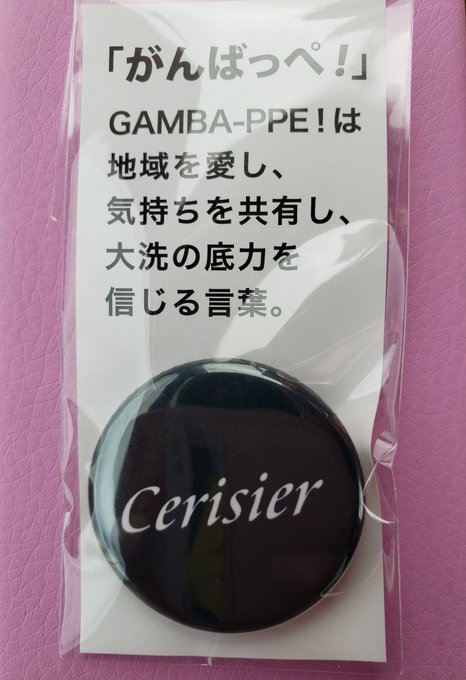 「がんばっぺ!」
GAMBA-PPE!は
地域を愛し、
気持ちを共有し、
大洗の底力を
信じる言葉。
Cerisier